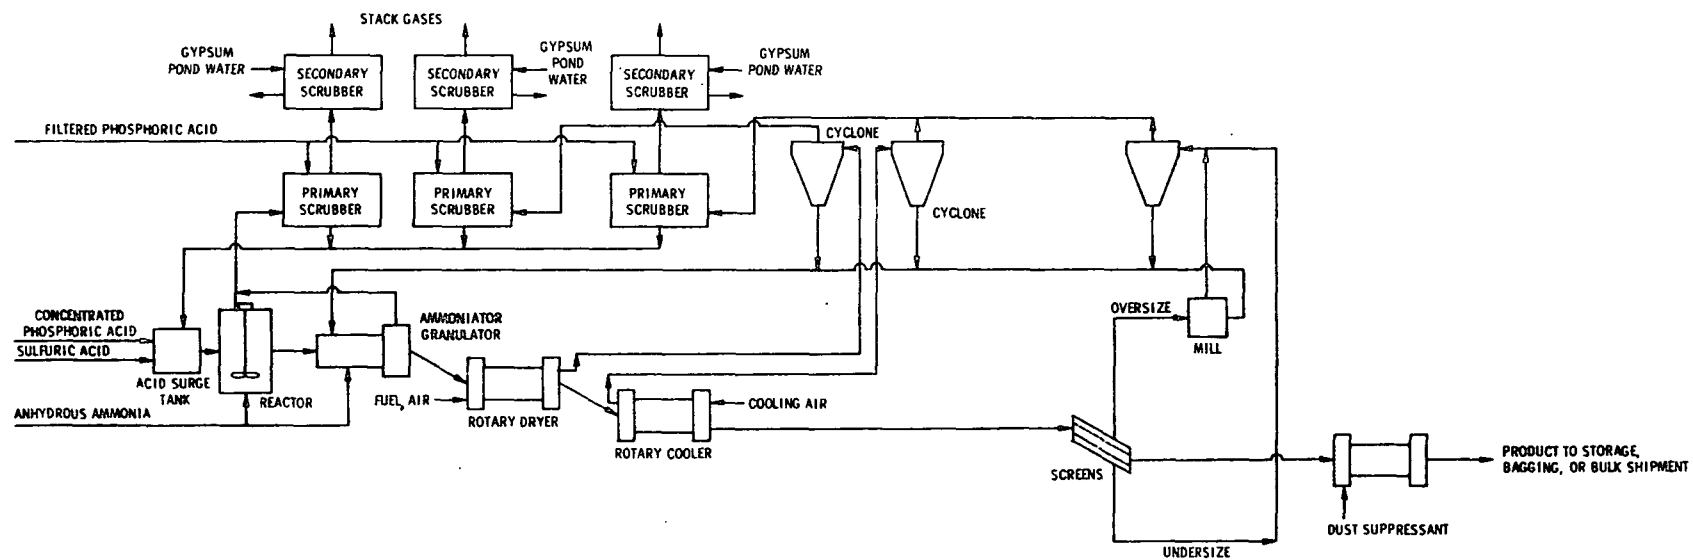 STACK GASES
GYPSUM
POND WATER
SECONDARY
SCRUBBER
SECONDARY
SCRUBBER
GYPSUM
POND
WATER
SECONDARY
SCRUBBER
GYPSUM
POND WATER
FILTERED PHOSPHORIC ACID
CYCLONE
PRIMARY
SCRUBBER
PRIMARY
SCRUBBER
PRIMARY
SCRUBBER
CYCLONE
CONCENTRATED
PHOSPHORIC ACID
SULFURIC ACID
ACID SURGE
TANK
REACTOR
ANHYDROUS AMMONIA
AMMONIATOR
GRANULATOR
FUEL, AIR
ROTARY DRYER
COOLING AIR
ROTARY COOLER
OVERSIZE
MILL
SCREENS
UNDERSIZE
PRODUCT TO STORAGE,
BAGGING, OR BULK SHIPMENT
DUST SUPPRESSANT